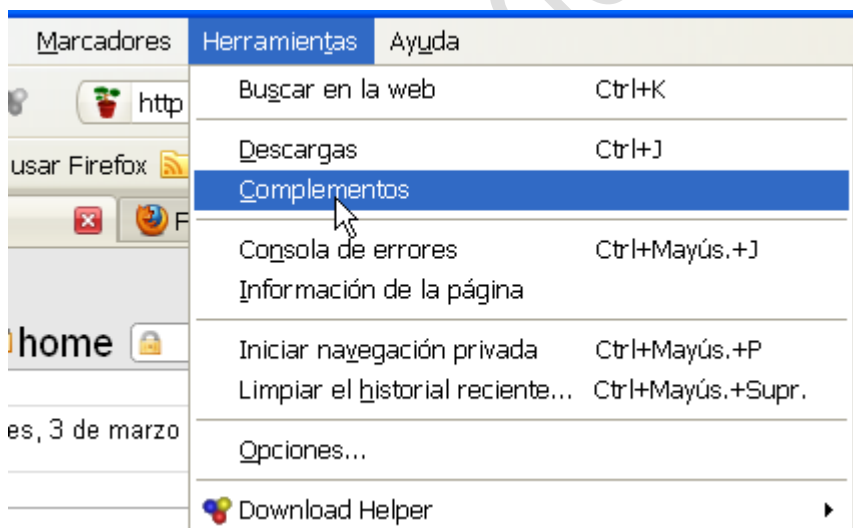 Marcadores Herramientas Ayuda
http
Buscar en la web Ctrl+K
usar Firefox
Descargas Ctrl+J
Complementos
F
Consola de errores Ctrl+Mayús.+J
Información de la página
home
Iniciar navegación privada Ctrl+Mayús.+P
Limpiar el historial reciente... Ctrl+Mayús.+Supr.
es, 3 de marzo
Opciones...
Download Helper